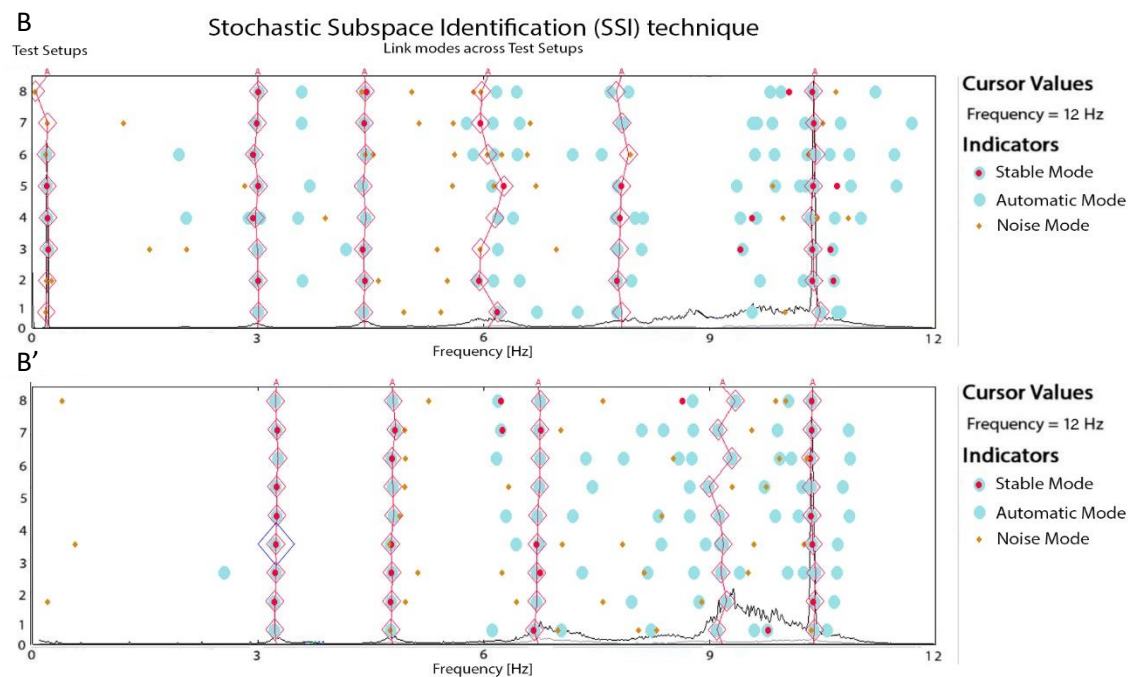 B
Stochastic Subspace Identification (SSI) technique
Test Setups
Link modes across Test Setups
A A A A A A
8
7
6
5
4
3
2
1
0
0 3 6 9 12
Frequency [Hz]
Cursor Values
Frequency = 12 Hz
Indicators
Stable Mode
Automatic Mode
Noise Mode
B’
A A A A A
8
7
6
5
4
3
2
1
0
0 3 6 9 12
Frequency [Hz]
Cursor Values
Frequency = 12 Hz
Indicators
Stable Mode
Automatic Mode
Noise Mode